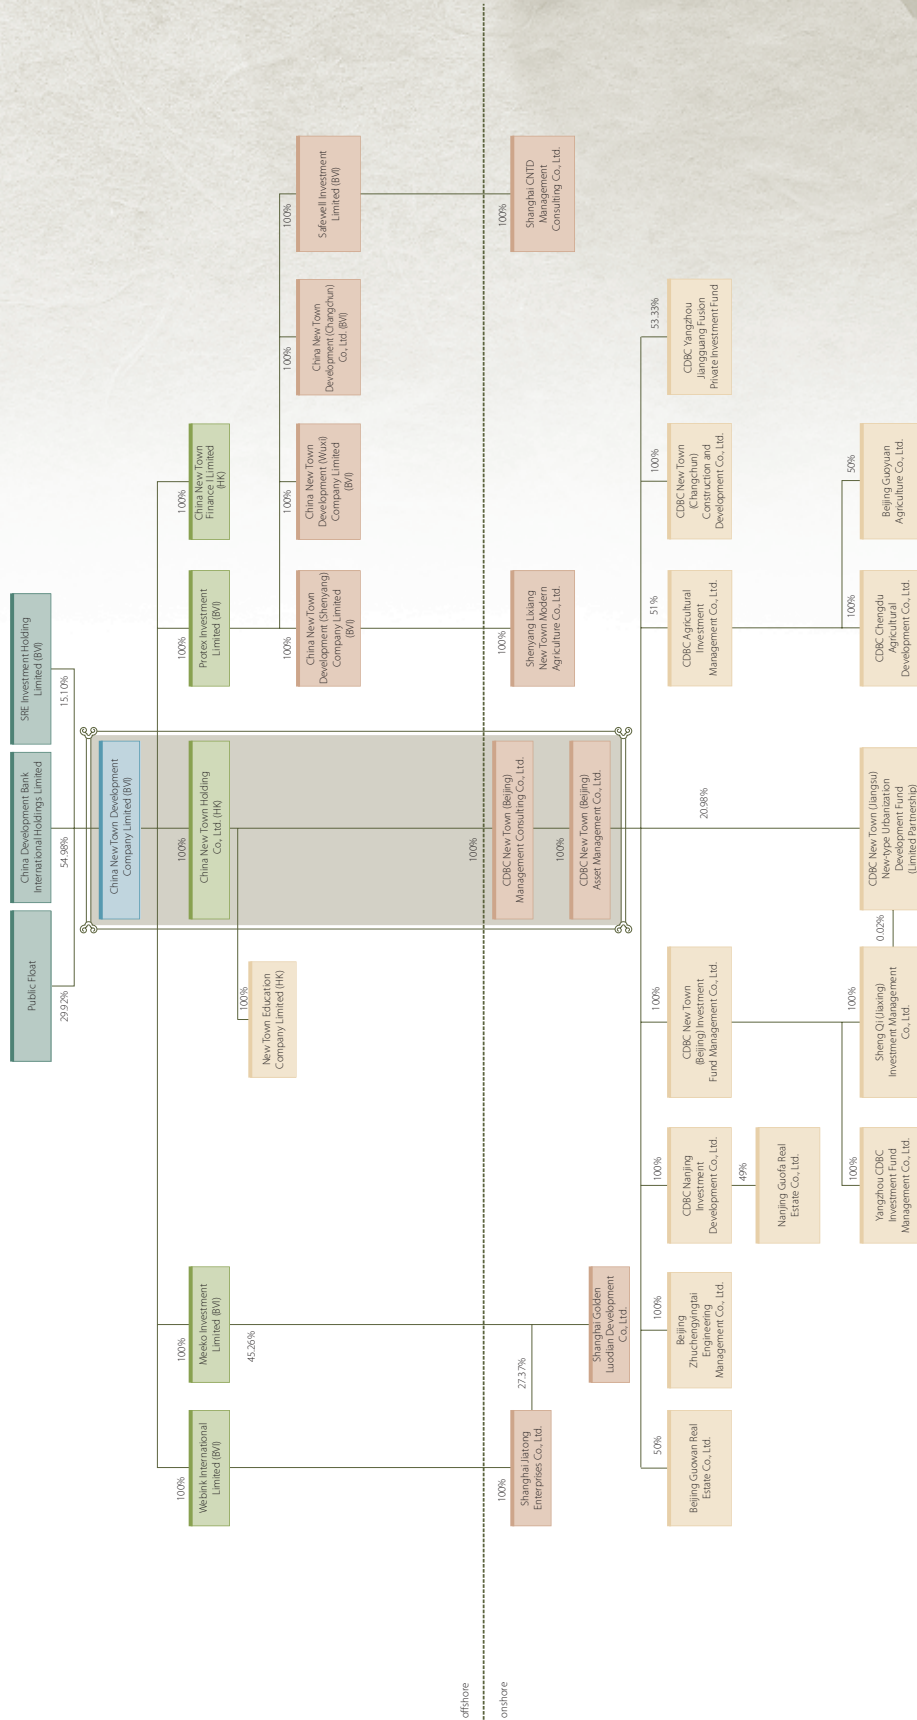 Public Float
29.92%
China Development Bank
International Holdings Limited
54.98%
SRE Investment Holding
Limited (BVI)
15.10%
China New Town Development
Company Limited (BVI)
100%
Webink International
Limited (BVI)
100%
Meeko Investment
Limited (BVI)
45.26%
100%
China New Town Holding
Co., Ltd. (HK)
100%
Protex Investment
Limited (BVI)
100%
China New Town
Finance I Limited
(HK)
100%
New Town Education
Company Limited (HK)
100%
China New Town
Development (Shenyang)
Company Limited
(BVI)
100%
China New Town
Development (Wuxi)
Company Limited
(BVI)
100%
China New Town
Development (Changchun)
Co., Ltd. (BVI)
100%
Safewell Investment
Limited (BVI)
offshore
onshore
100%
Shanghai Jiatong
Enterprises Co., Ltd.
27.37%
Shanghai Golden
Luodian Development
Co., Ltd.
100%
CDBC New Town (Beijing)
Management Consulting Co., Ltd.
100%
CDBC New Town (Beijing)
Asset Management Co., Ltd.
100%
Shenyang Lixiang
New Town Modern
Agriculture Co., Ltd.
100%
Shanghai CNTD
Management
Consulting Co., Ltd.
50%
Beijing Guowan Real
Estate Co., Ltd.
100%
Beijing
Zhuchengyingtai
Engineering
Management Co., Ltd.
100%
CDBC Nanjing
Investment
Development Co., Ltd.
49%
Nanjing Guofa Real
Estate Co., Ltd.
100%
CDBC New Town
(Beijing) Investment
Fund Management Co., Ltd.
20.98%
51%
CDBC Agricultural
Investment
Management Co., Ltd.
100%
CDBC New Town
(Changchun)
Construction and
Development Co., Ltd.
53.33%
CDBC Yangzhou
Jiangguang Fusion
Private Investment Fund
100%
Yangzhou CDBC
Investment Fund
Management Co., Ltd.
100%
Sheng Qi (Jiaxing)
Investment Management
Co., Ltd.
0.02%
CDBC New Town (Jiangsu)
New-type Urbanization
Development Fund
(Limited Partnership)
100%
CDBC Chengdu
Agricultural
Development Co., Ltd.
50%
Beijing Guoyuan
Agriculture Co., Ltd.